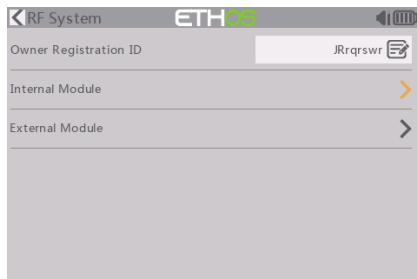 RF System ETHOS
Owner Registration ID JRrqrswr
Internal Module
External Module